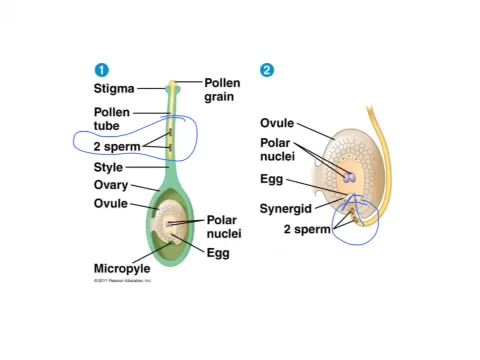 1
Stigma
Pollen
grain
Pollen
tube
2 sperm
Style
Ovary
Ovule
Polar
nuclei
Egg
Micropyle
© 2011 Pearson Education, Inc.
2
Ovule
Polar
nuclei
Egg
Synergid
2 sperm